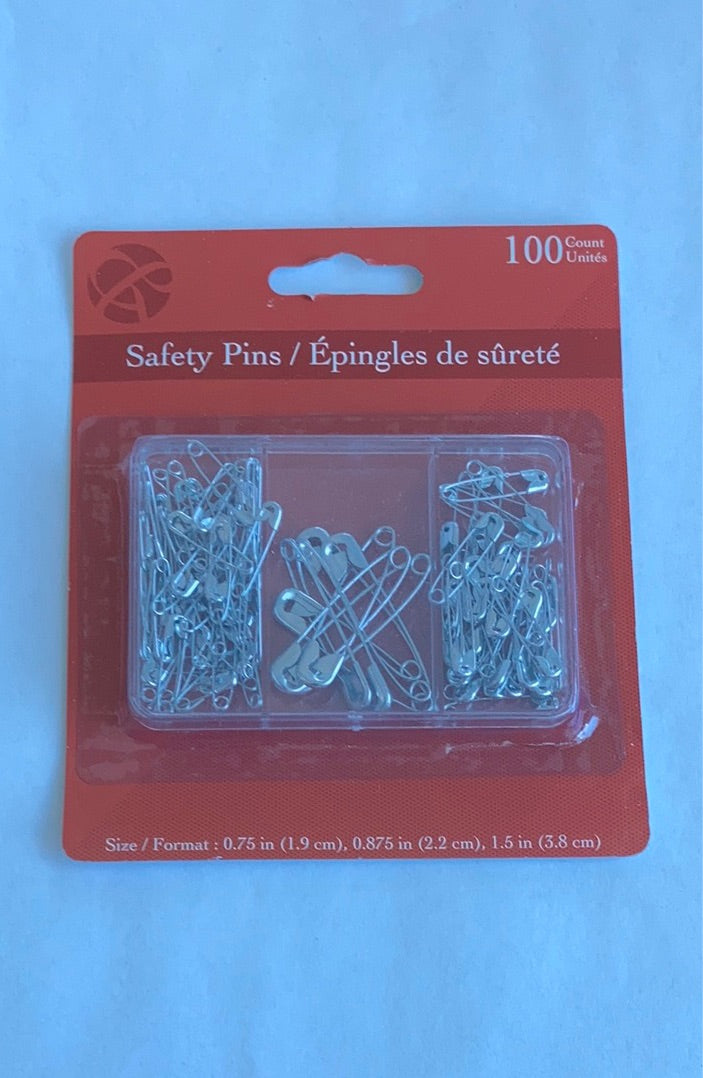 100 Count
Unités
Safety Pins / Épingles de sûreté
Size / Format : 0.75 in (1.9 cm), 0.875 in (2.2 cm), 1.5 in (3.8 cm)